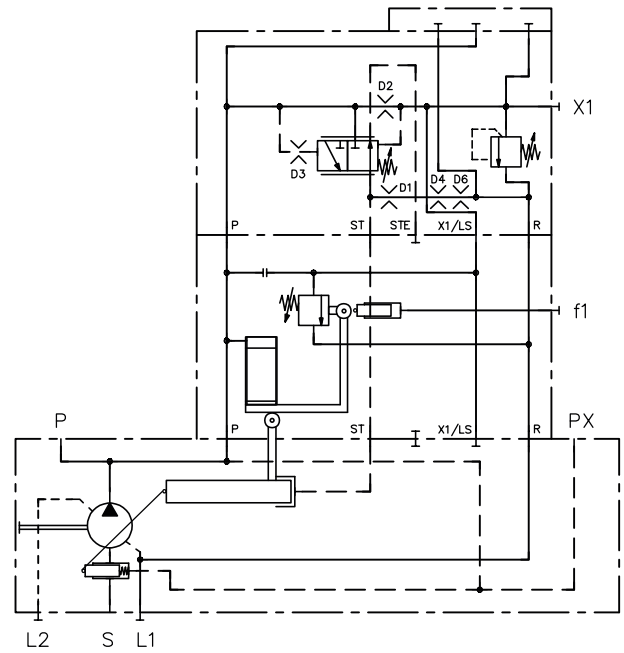 D2
X1
D3
D4 D6
D1
P ST STE X1/LS R
f1
P P ST X1/LS R PX
L2 S L1